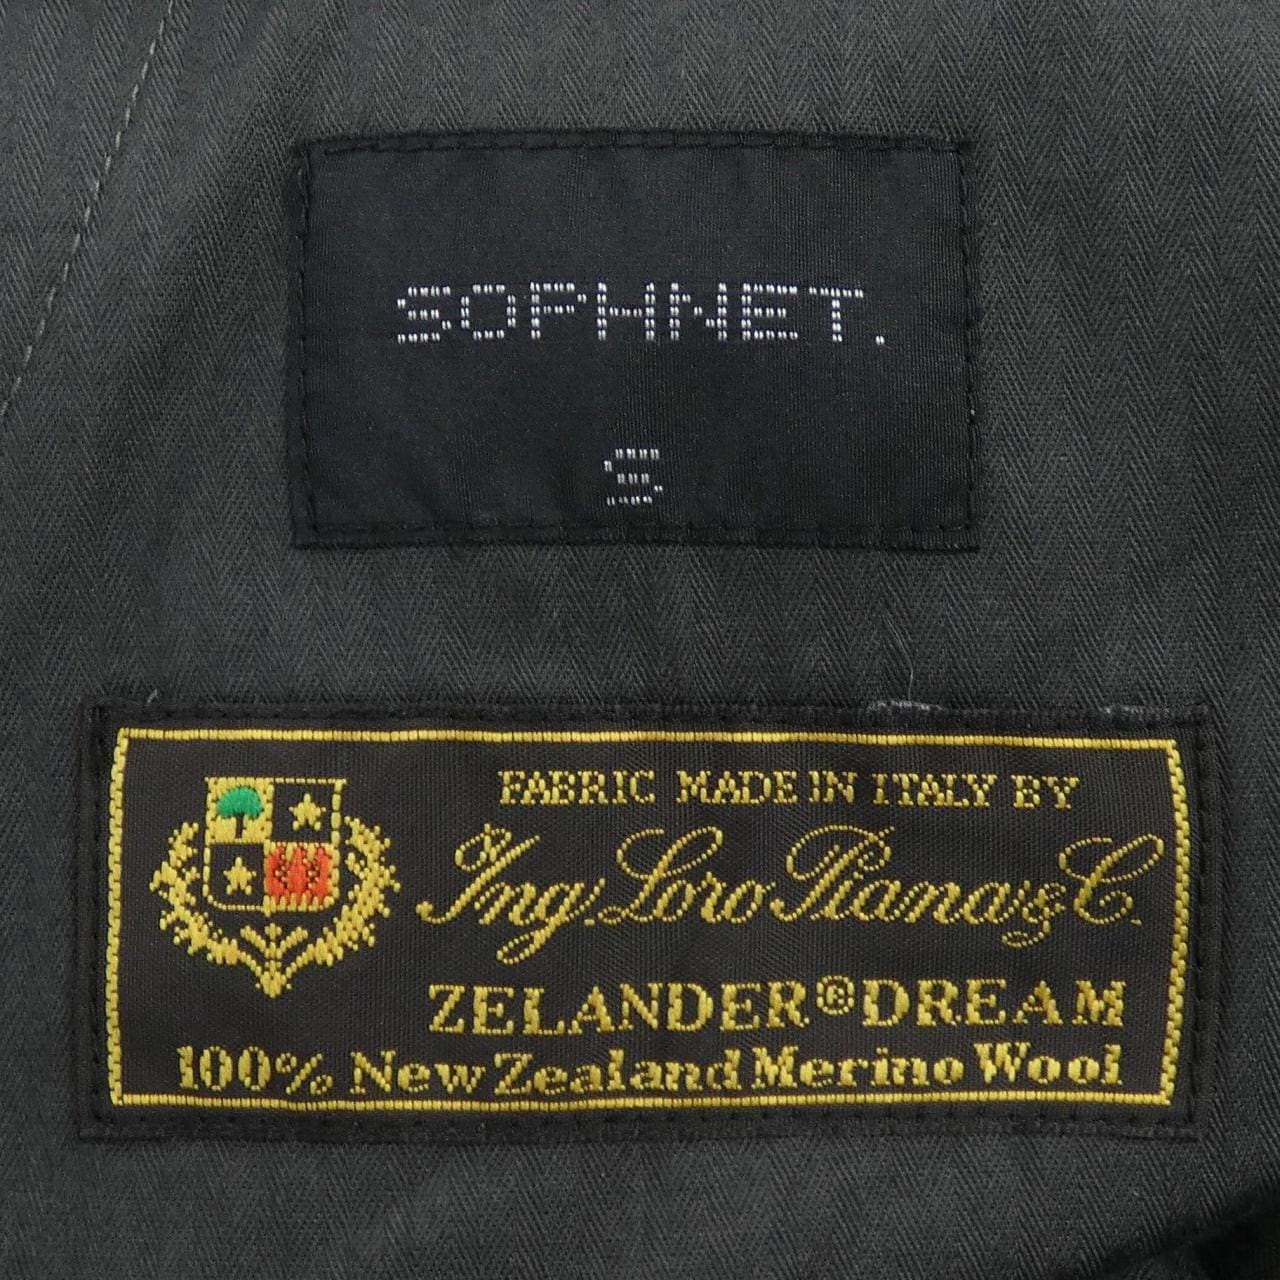 SOPHNET.
S
FABRIC MADE IN ITALY BY
Ing. Loro Piana & C.
ZELANDER®DREAM
100% New Zealand Merino Wool